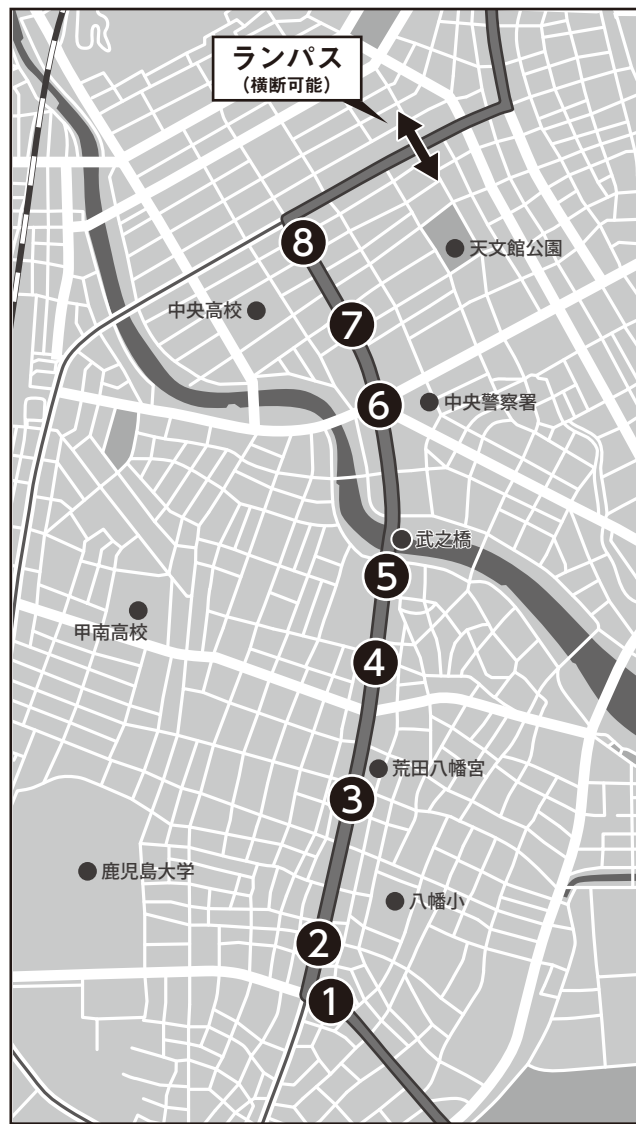 ランパス
(横断可能)
8
天文館公園
中央高校
7
6
中央警察署
武之橋
5
甲南高校
4
荒田八幡宮
3
鹿児島大学
八幡小
2
1